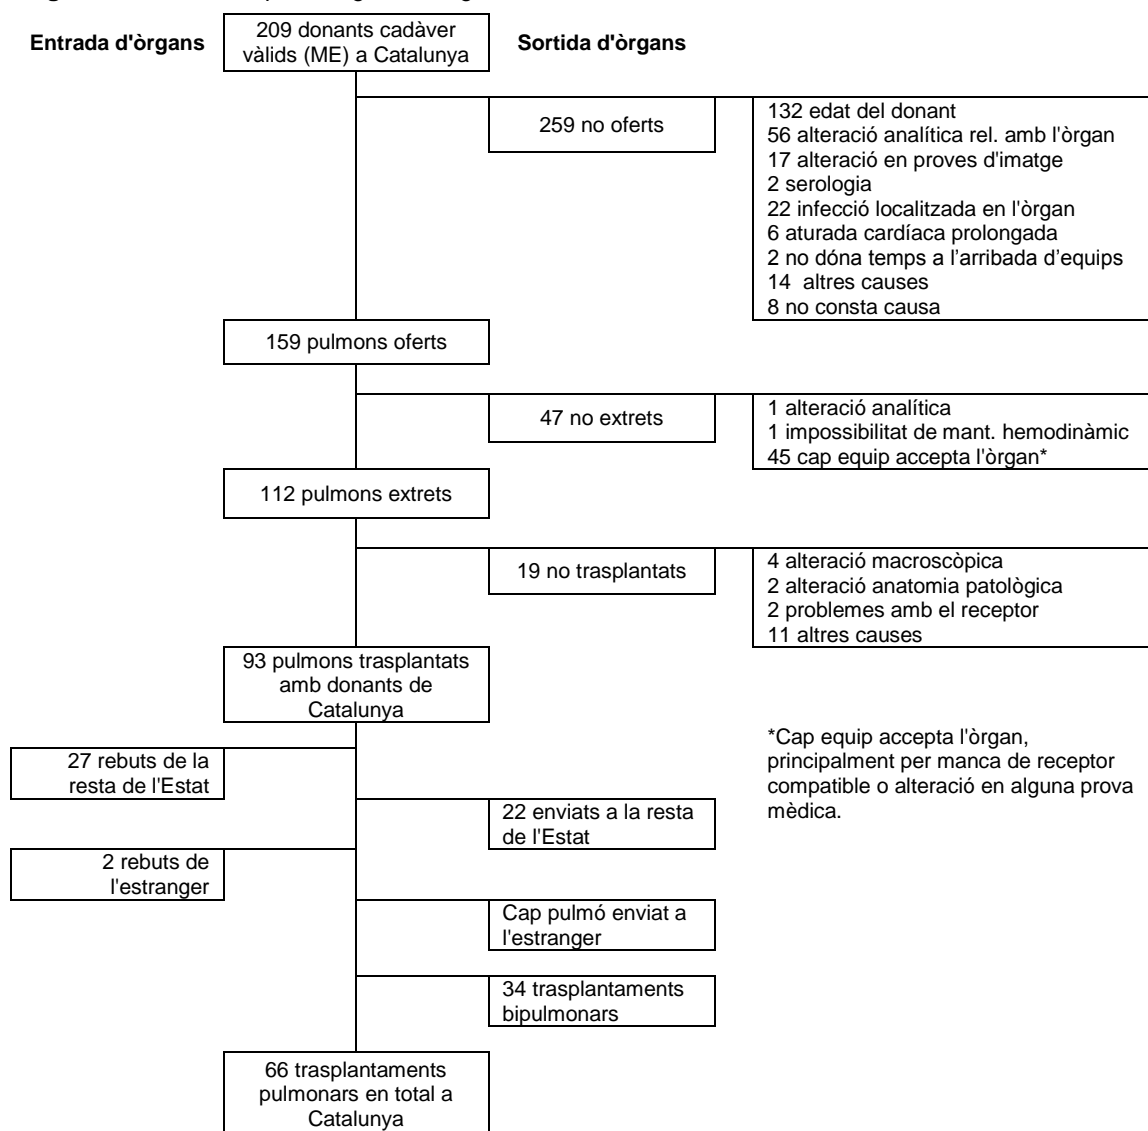 Entrada d'òrgans
209 donants cadàver
vàlids (ME) a Catalunya
Sortida d'òrgans
259 no oferts
132 edat del donant
56 alteració analítica rel. amb l'òrgan
17 alteració en proves d'imatge
2 serologia
22 infecció localitzada en l'òrgan
6 aturada cardíaca prolongada
2 no dóna temps a l'arribada d'equips
14 altres causes
8 no consta causa
159 pulmons oferts
47 no extrets
1 alteració analítica
1 impossibilitat de mant. hemodinàmic
45 cap equip accepta l'òrgan*
112 pulmons extrets
19 no trasplantats
4 alteració macroscòpica
2 alteració anatomia patològica
2 problemes amb el receptor
11 altres causes
93 pulmons trasplantats
amb donants de
Catalunya
*Cap equip accepta l'òrgan,
principalment per manca de receptor
compatible o alteració en alguna prova
mèdica.
27 rebuts de la
resta de l'Estat
22 enviats a la resta
de l'Estat
2 rebuts de
l'estranger
Cap pulmó enviat a
l'estranger
34 trasplantaments
bipulmonars
66 trasplantaments
pulmonars en total a
Catalunya